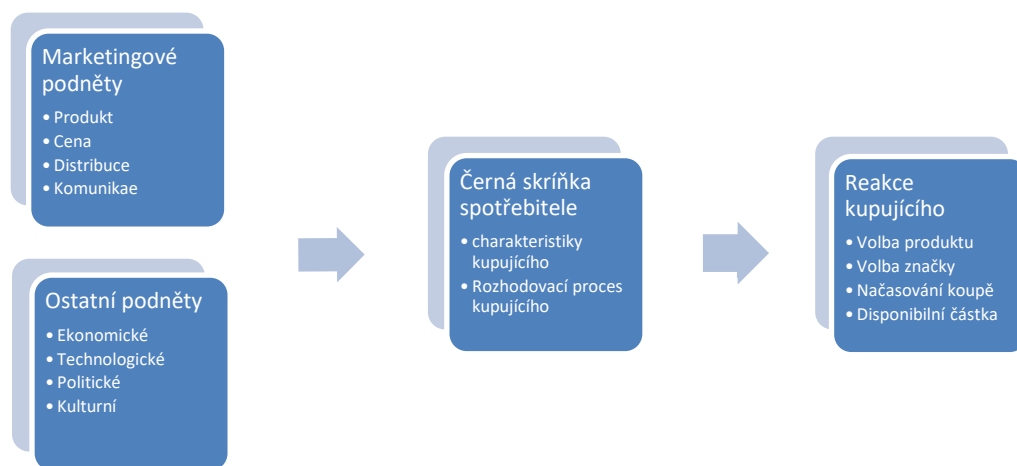 Marketingové
podněty
• Produkt
• Cena
• Distribuce
• Komunikae
Ostatní podněty
• Ekonomické
• Technologické
• Politické
• Kulturní
Černá skríňka
spotřebitele
• charakteristiky
kupujícího
• Rozhodovací proces
kupujícího
Reakce
kupujícího
• Volba produktu
• Volba značky
• Načasování koupě
• Disponibilní částka